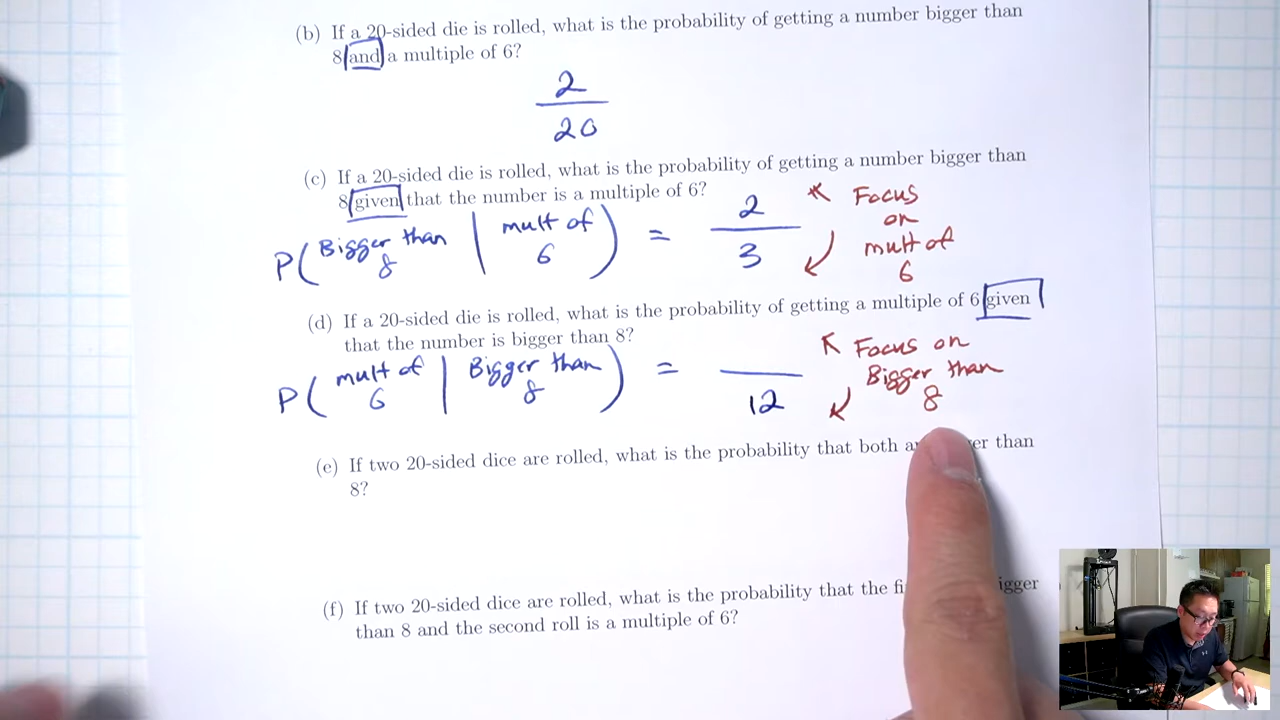 (b) If a 20-sided die is rolled, what is the probability of getting a number bigger than
8 and a multiple of 6?
2
20
(c) If a 20-sided die is rolled, what is the probability of getting a number bigger than
8 given that the number is a multiple of 6?
P( Bigger than 8 | mult of 6 ) = 2/3
Focus
on
mult of
6
(d) If a 20-sided die is rolled, what is the probability of getting a multiple of 6 given
that the number is bigger than 8?
P( mult of 6 | Bigger than 8 ) = /12
Focus on
Bigger than
8
(e) If two 20-sided dice are rolled, what is the probability that both than
8?
(f) If two 20-sided dice are rolled, what is the probability that the
than 8 and the second roll is a multiple of 6?